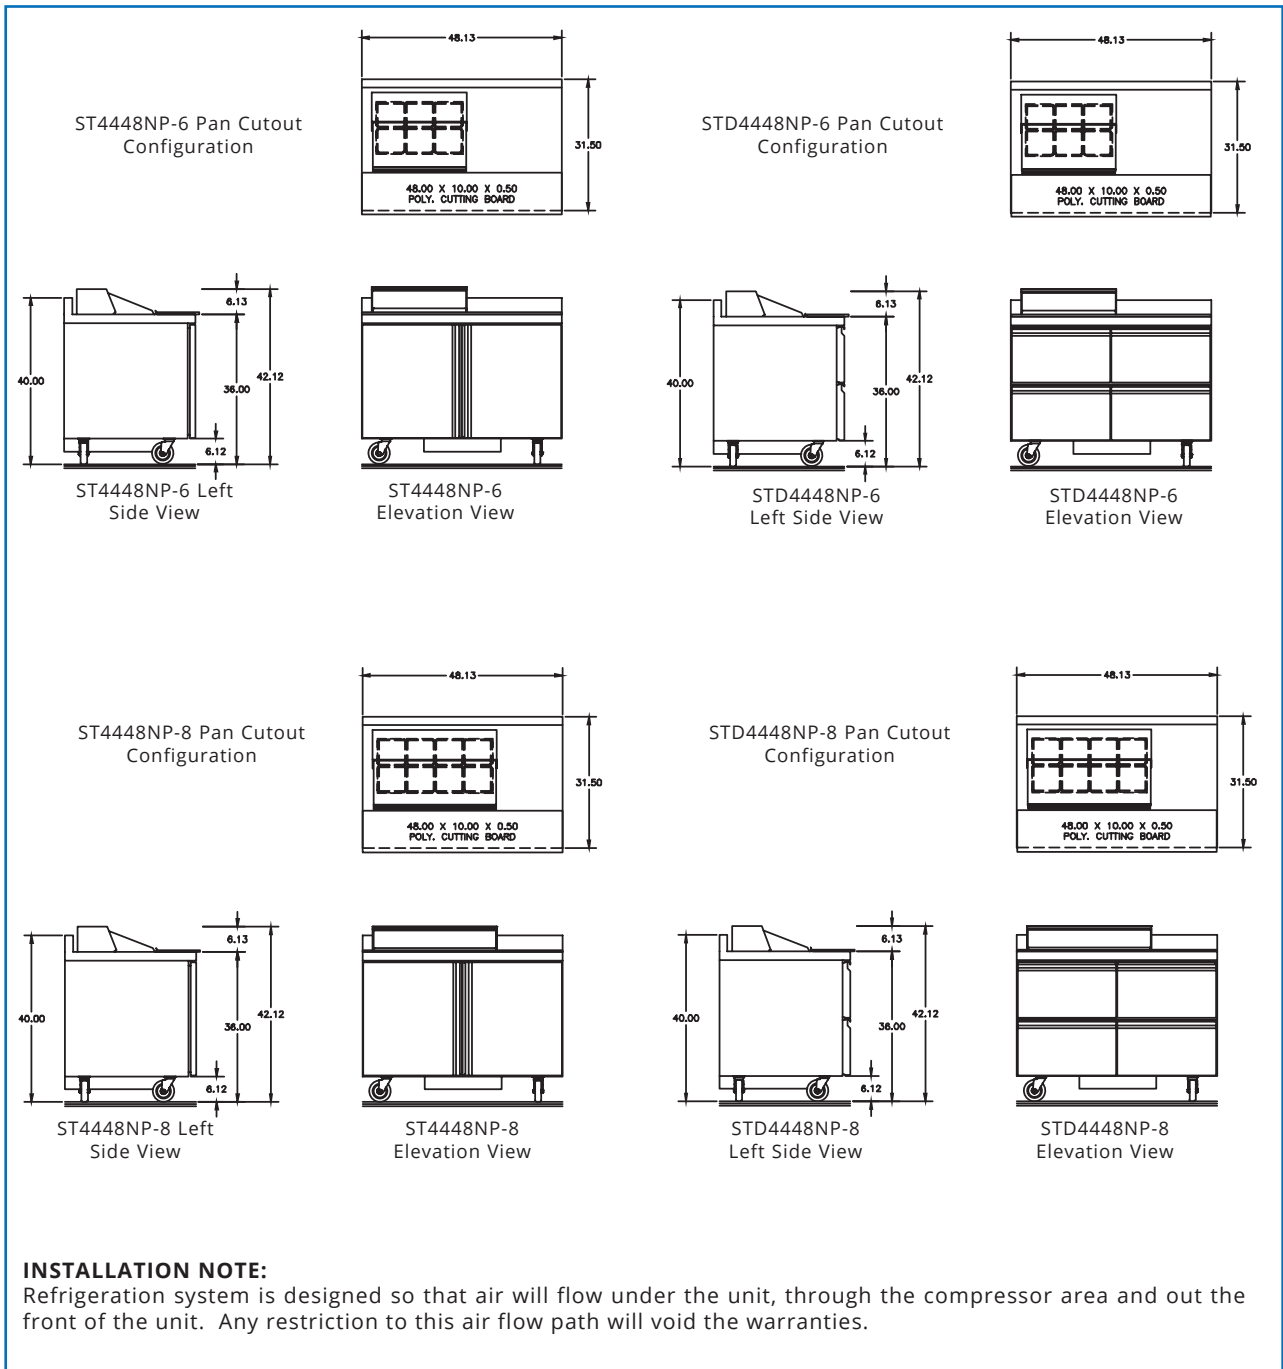 48.13
ST4448NP-6 Pan Cutout
Configuration
31.50
48.00 X 10.00 X 0.50
POLY. CUTTING BOARD
48.13
STD4448NP-6 Pan Cutout
Configuration
31.50
48.00 X 10.00 X 0.50
POLY. CUTTING BOARD
6.13
40.00
36.00
42.12
6.12
ST4448NP-6 Left
Side View
ST4448NP-6
Elevation View
6.13
40.00
36.00
42.12
6.12
STD4448NP-6
Left Side View
STD4448NP-6
Elevation View
48.13
ST4448NP-8 Pan Cutout
Configuration
31.50
48.00 X 10.00 X 0.50
POLY. CUTTING BOARD
48.13
STD4448NP-8 Pan Cutout
Configuration
31.50
48.00 X 10.00 X 0.50
POLY. CUTTING BOARD
6.13
40.00
36.00
42.12
6.12
ST4448NP-8 Left
Side View
ST4448NP-8
Elevation View
6.13
40.00
36.00
42.12
6.12
STD4448NP-8
Left Side View
STD4448NP-8
Elevation View
INSTALLATION NOTE:
Refrigeration system is designed so that air will flow under the unit, through the compressor area and out the
front of the unit.  Any restriction to this air flow path will void the warranties.